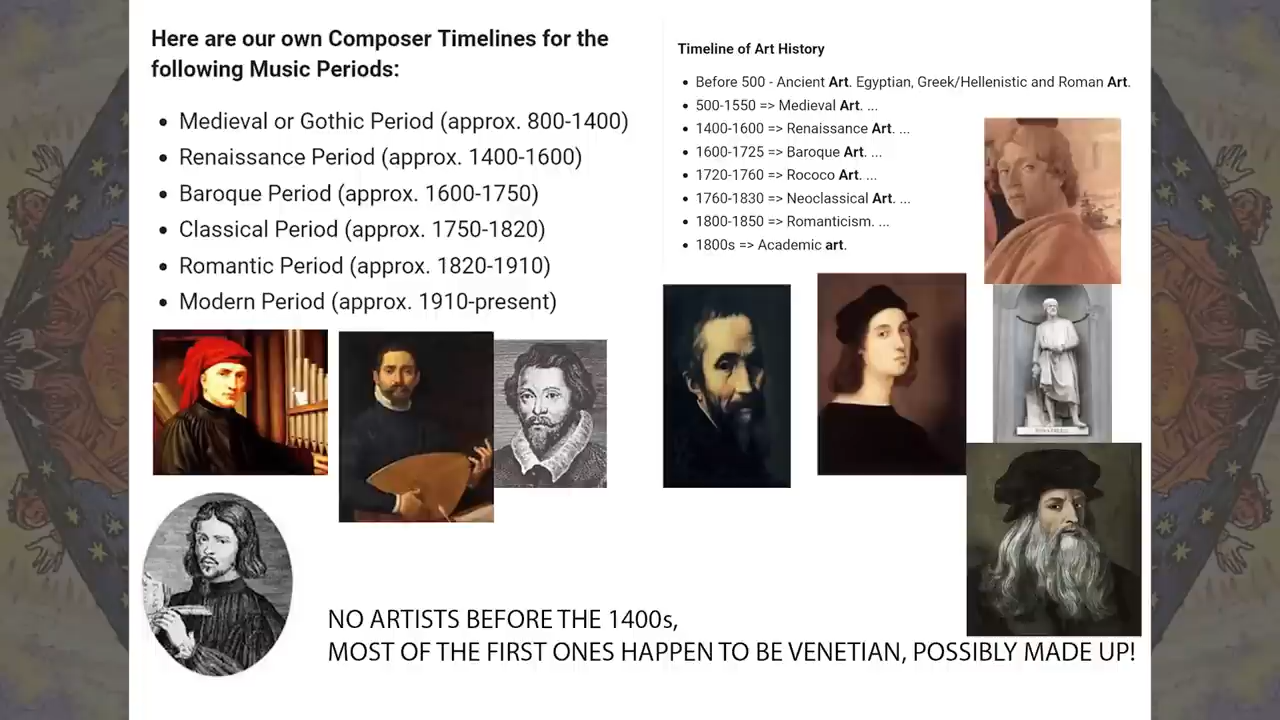 Here are our own Composer Timelines for the
following Music Periods:
• Medieval or Gothic Period (approx. 800-1400)
• Renaissance Period (approx. 1400-1600)
• Baroque Period (approx. 1600-1750)
• Classical Period (approx. 1750-1820)
• Romantic Period (approx. 1820-1910)
• Modern Period (approx. 1910-present)
Timeline of Art History
• Before 500 - Ancient Art. Egyptian, Greek/Hellenistic and Roman Art.
• 500-1550 => Medieval Art. ...
• 1400-1600 => Renaissance Art. ...
• 1600-1725 => Baroque Art. ...
• 1720-1760 => Rococo Art. ...
• 1760-1830 => Neoclassical Art. ...
• 1800-1850 => Romanticism. ...
• 1800s => Academic art.
NO ARTISTS BEFORE THE 1400s,
MOST OF THE FIRST ONES HAPPEN TO BE VENETIAN, POSSIBLY MADE UP!